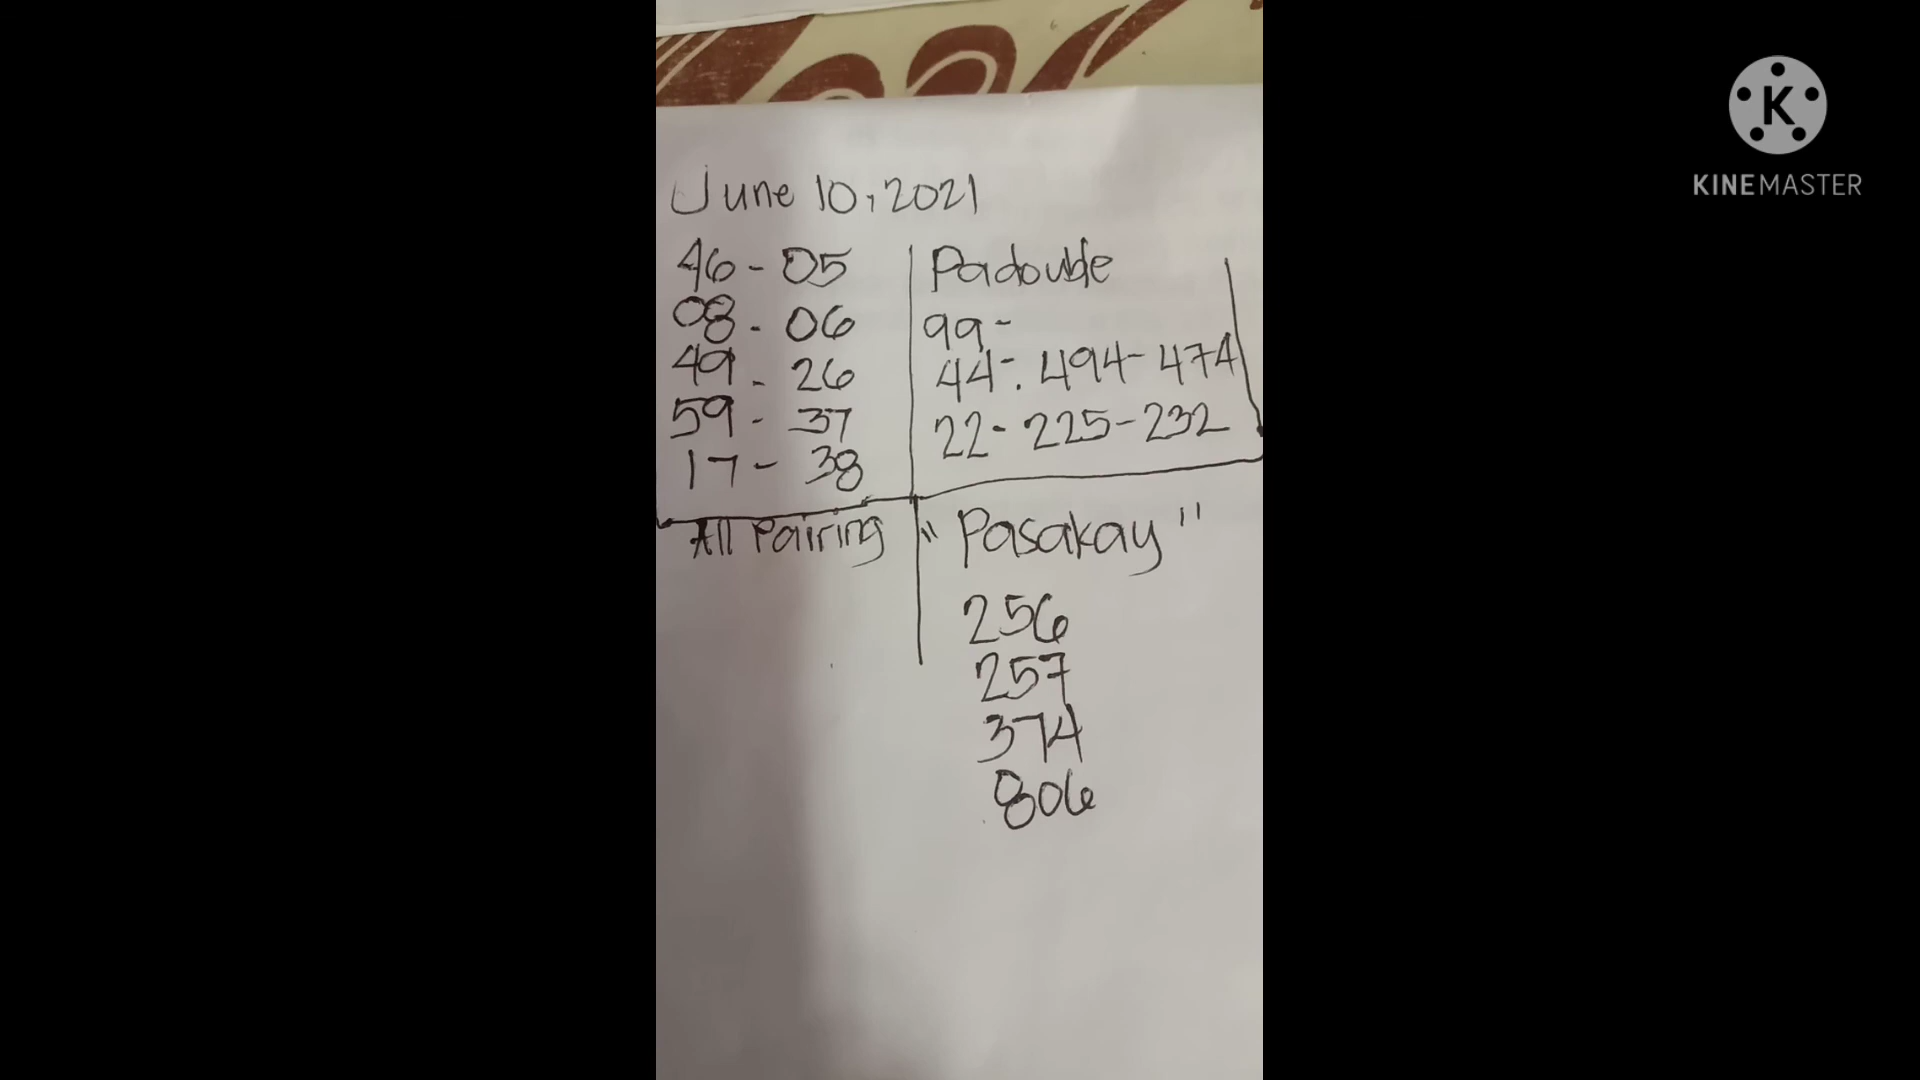 June 10, 2021
46 - 05
08 - 06
49 - 26
59 - 37
17 - 38
All Pairing
Padouble
99 -
44 - . 494 - 474
22 - 225 - 232
"Pasakay"
256
257
374
806
K
KINEMASTER